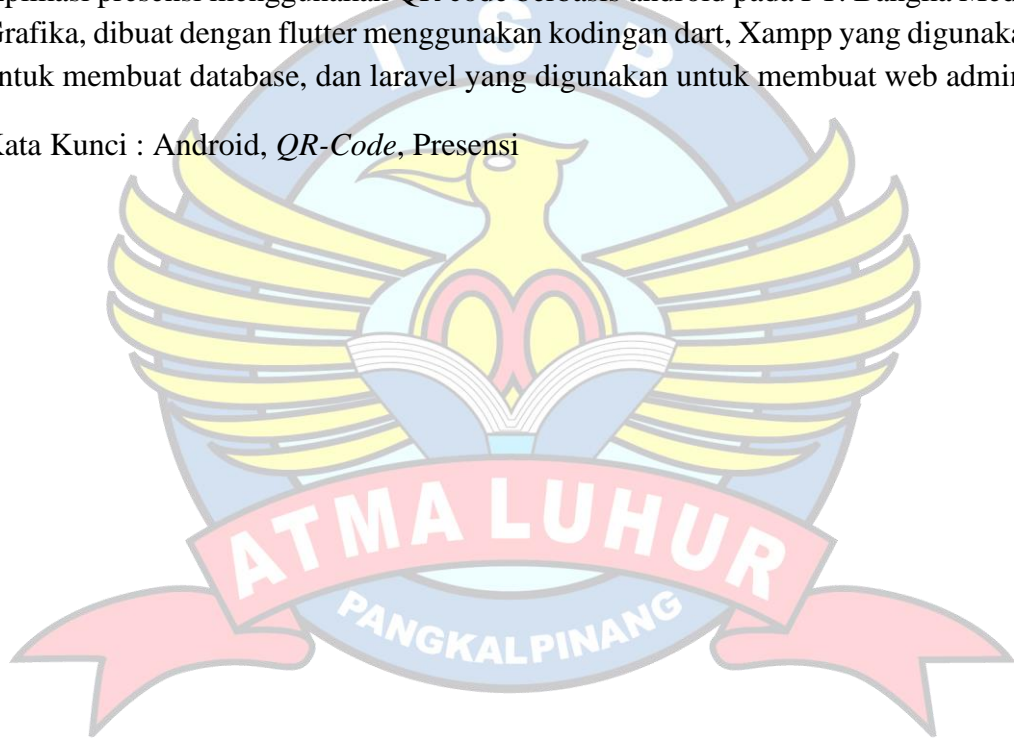 aplikasi presensi menggunakan QR code berbasis android pada PT. Bangka Med
Grafika, dibuat dengan flutter menggunakan kodingan dart, Xampp yang digunaka
untuk membuat database, dan laravel yang digunakan untuk membuat web admin
Kata Kunci : Android, QR-Code, Presensi
I S B
ATMA LUHUR
PANGKALPINANG